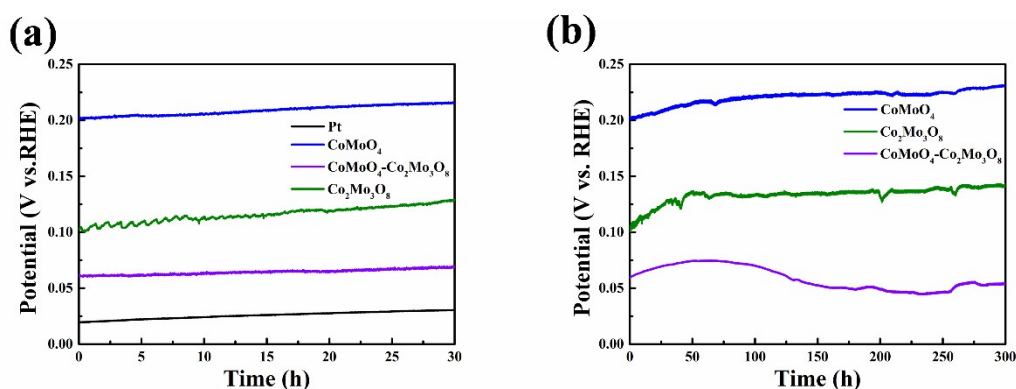 (a)
Potential (V vs.RHE)
0.25
0.20
0.15
0.10
0.05
0.00
Pt
CoMoO₄
CoMoO₄-Co₂Mo₃O₈
Co₂Mo₃O₈
0 5 10 15 20 25 30
Time (h)
(b)
Potential (V vs. RHE)
0.25
0.20
0.15
0.10
0.05
0.00
CoMoO₄
Co₂Mo₃O₈
CoMoO₄-Co₂Mo₃O₈
0 50 100 150 200 250 300
Time (h)